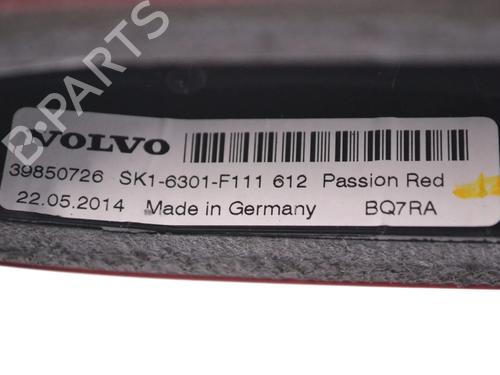 B-PARTS
VOLVO
39850726 SK1-6301-F111 612 Passion Red
22.05.2014 Made in Germany BQ7RA